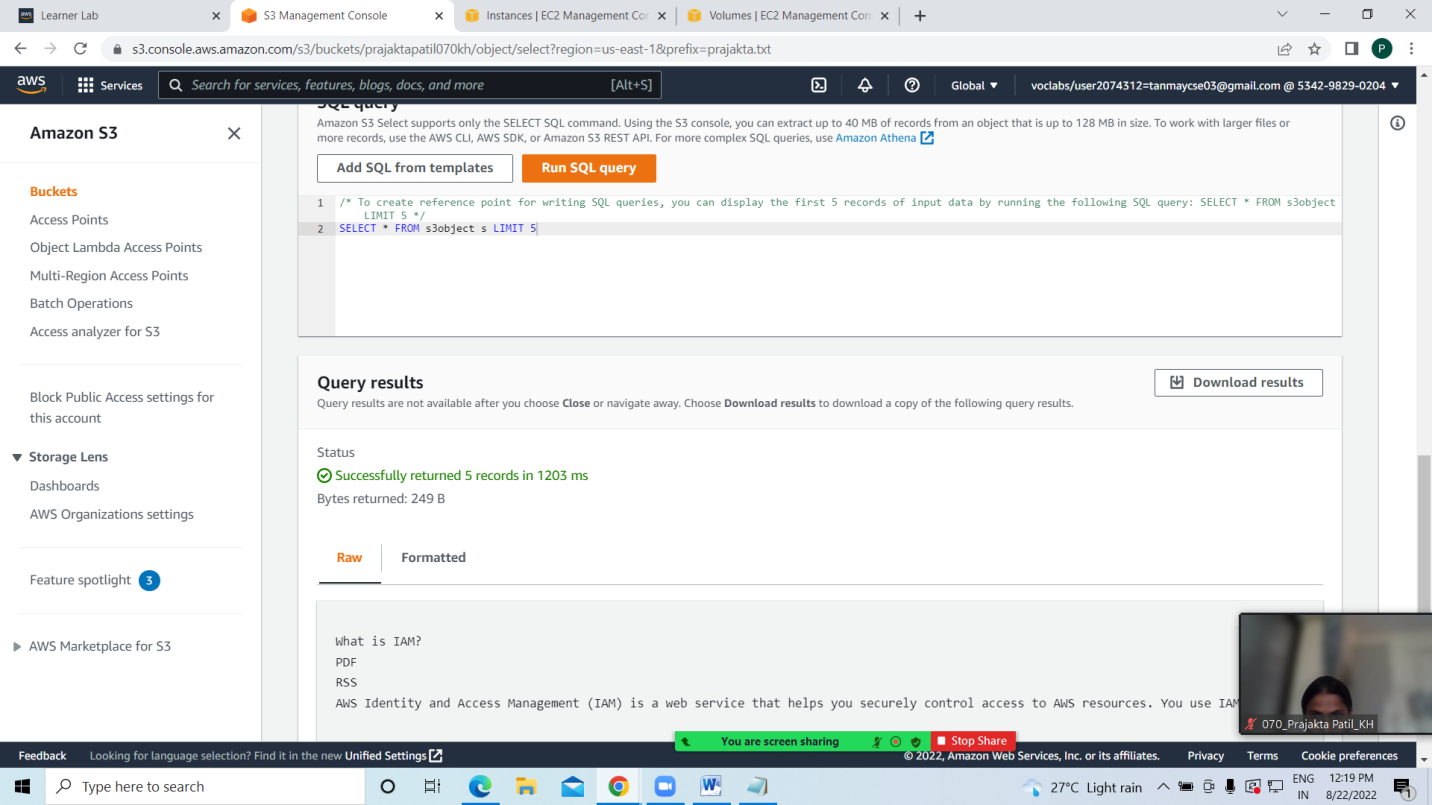 Learner Lab
S3 Management Console
Instances | EC2 Management Con
Volumes | EC2 Management Con
s3.console.aws.amazon.com/s3/buckets/prajaktapatil070kh/object/select?region=us-east-1&prefix=prajakta.txt
P
aws
Services
Search for services, features, blogs, docs, and more
[Alt+S]
Global
voclabs/user2074312=tanmaycse03@gmail.com @ 5342-9829-0204
Amazon S3
Buckets
Access Points
Object Lambda Access Points
Multi-Region Access Points
Batch Operations
Access analyzer for S3
Block Public Access settings for
this account
Storage Lens
Dashboards
AWS Organizations settings
Feature spotlight 3
AWS Marketplace for S3
SQL query
Amazon S3 Select supports only the SELECT SQL command. Using the S3 console, you can extract up to 40 MB of records from an object that is up to 128 MB in size. To work with larger files or
more records, use the AWS CLI, AWS SDK, or Amazon S3 REST API. For more complex SQL queries, use Amazon Athena
Add SQL from templates
Run SQL query
1 /* To create reference point for writing SQL queries, you can display the first 5 records of input data by running the following SQL query: SELECT * FROM s3object
LIMIT 5 */
2 SELECT * FROM s3object s LIMIT 5
Query results
Query results are not available after you choose Close or navigate away. Choose Download results to download a copy of the following query results.
Download results
Status
Successfully returned 5 records in 1203 ms
Bytes returned: 249 B
Raw
Formatted
What is IAM?
PDF
RSS
AWS Identity and Access Management (IAM) is a web service that helps you securely control access to AWS resources. You use IAM
070_Prajakta Patil_KH
You are screen sharing
Stop Share
Feedback
Looking for language selection? Find it in the new Unified Settings
© 2022, Amazon Web Services, Inc. or its affiliates.
Privacy
Terms
Cookie preferences
Type here to search
27°C Light rain
ENG
IN
12:19 PM
8/22/2022
1